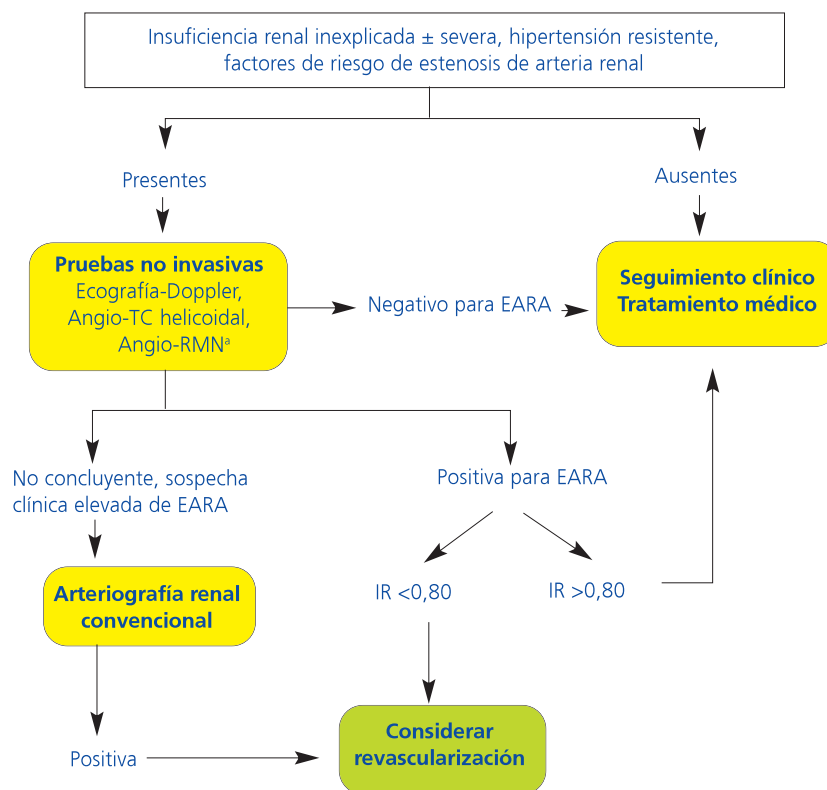 Insuficiencia renal inexplicada ± severa, hipertensión resistente,
factores de riesgo de estenosis de arteria renal
Presentes
Ausentes
Pruebas no invasivas
Ecografía-Doppler,
Angio-TC helicoidal,
Angio-RMNᵃ
Negativo para EARA
Seguimiento clínico
Tratamiento médico
No concluyente, sospecha
clínica elevada de EARA
Positiva para EARA
Arteriografía renal
convencional
IR <0,80
IR >0,80
Positiva
Considerar
revascularización